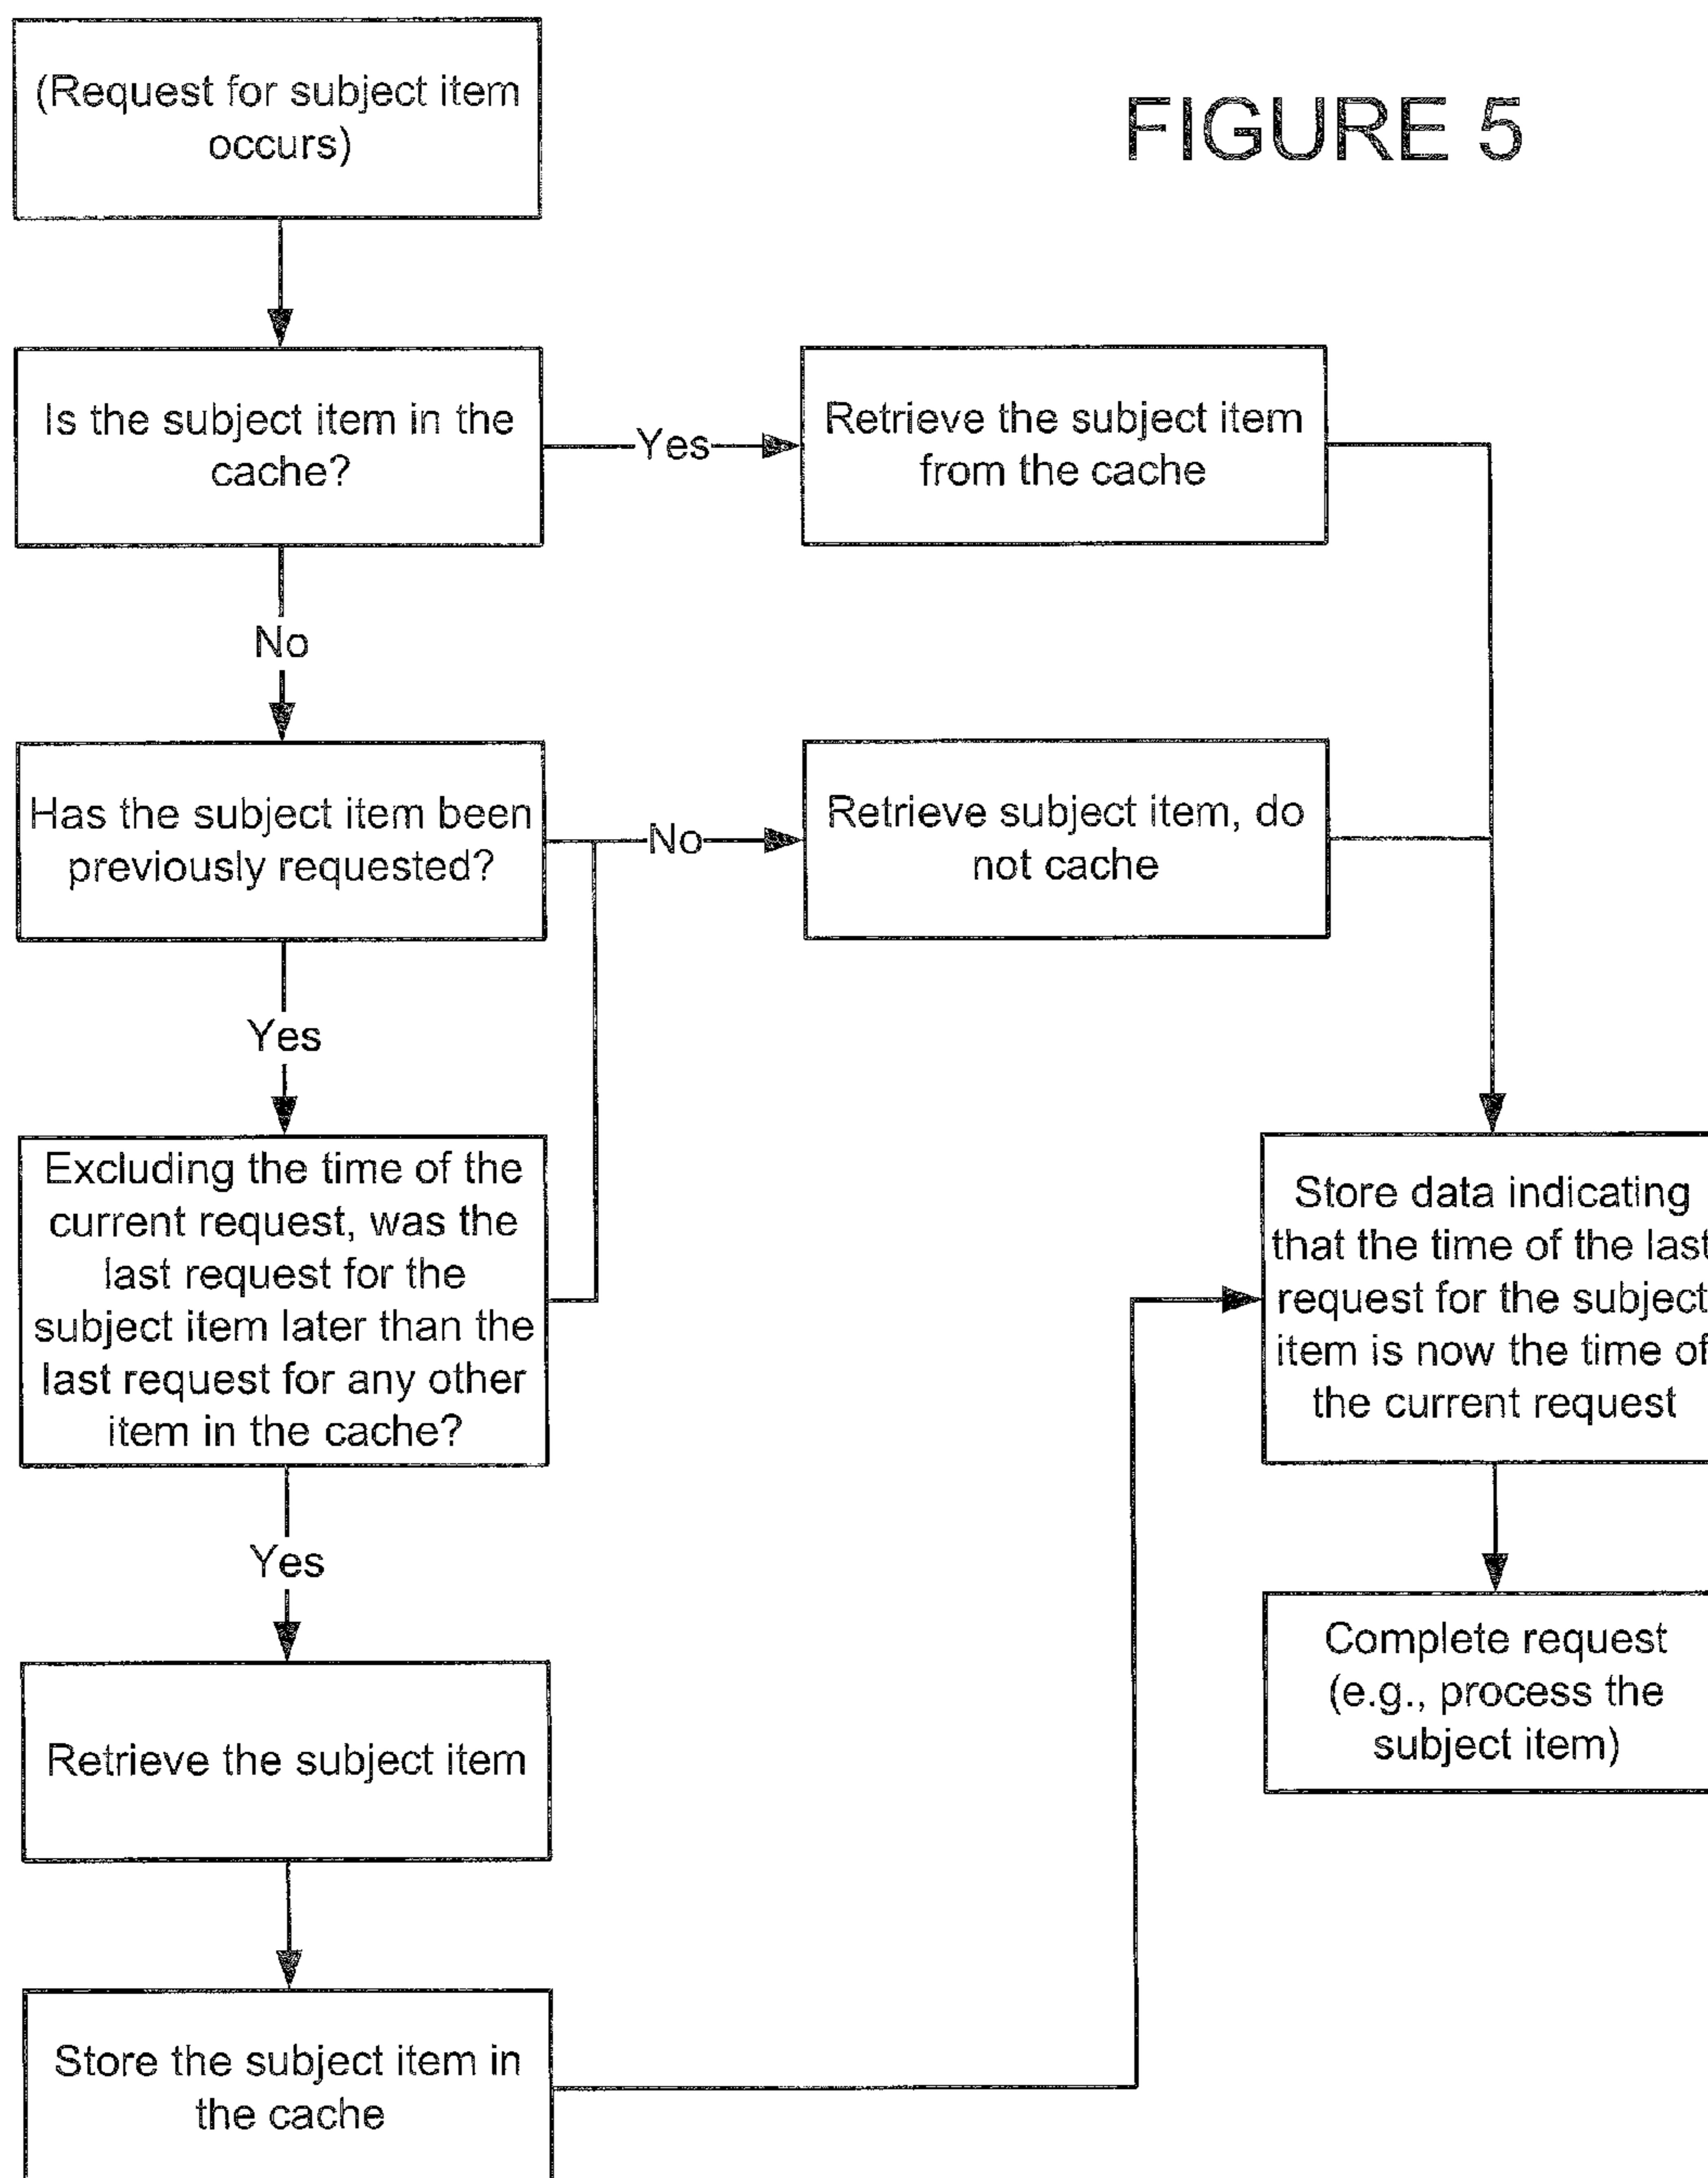 (Request for subject item
occurs)
FIGURE 5
Is the subject item in the
cache?
Yes
Retrieve the subject item
from the cache
No
Has the subject item been
previously requested?
No
Retrieve subject item, do
not cache
Yes
Excluding the time of the
current request, was the
last request for the
subject item later than the
last request for any other
item in the cache?
Store data indicating
that the time of the last
request for the subject
item is now the time of
the current request
Yes
Complete request
(e.g., process the
subject item)
Retrieve the subject item
Store the subject item in
the cache